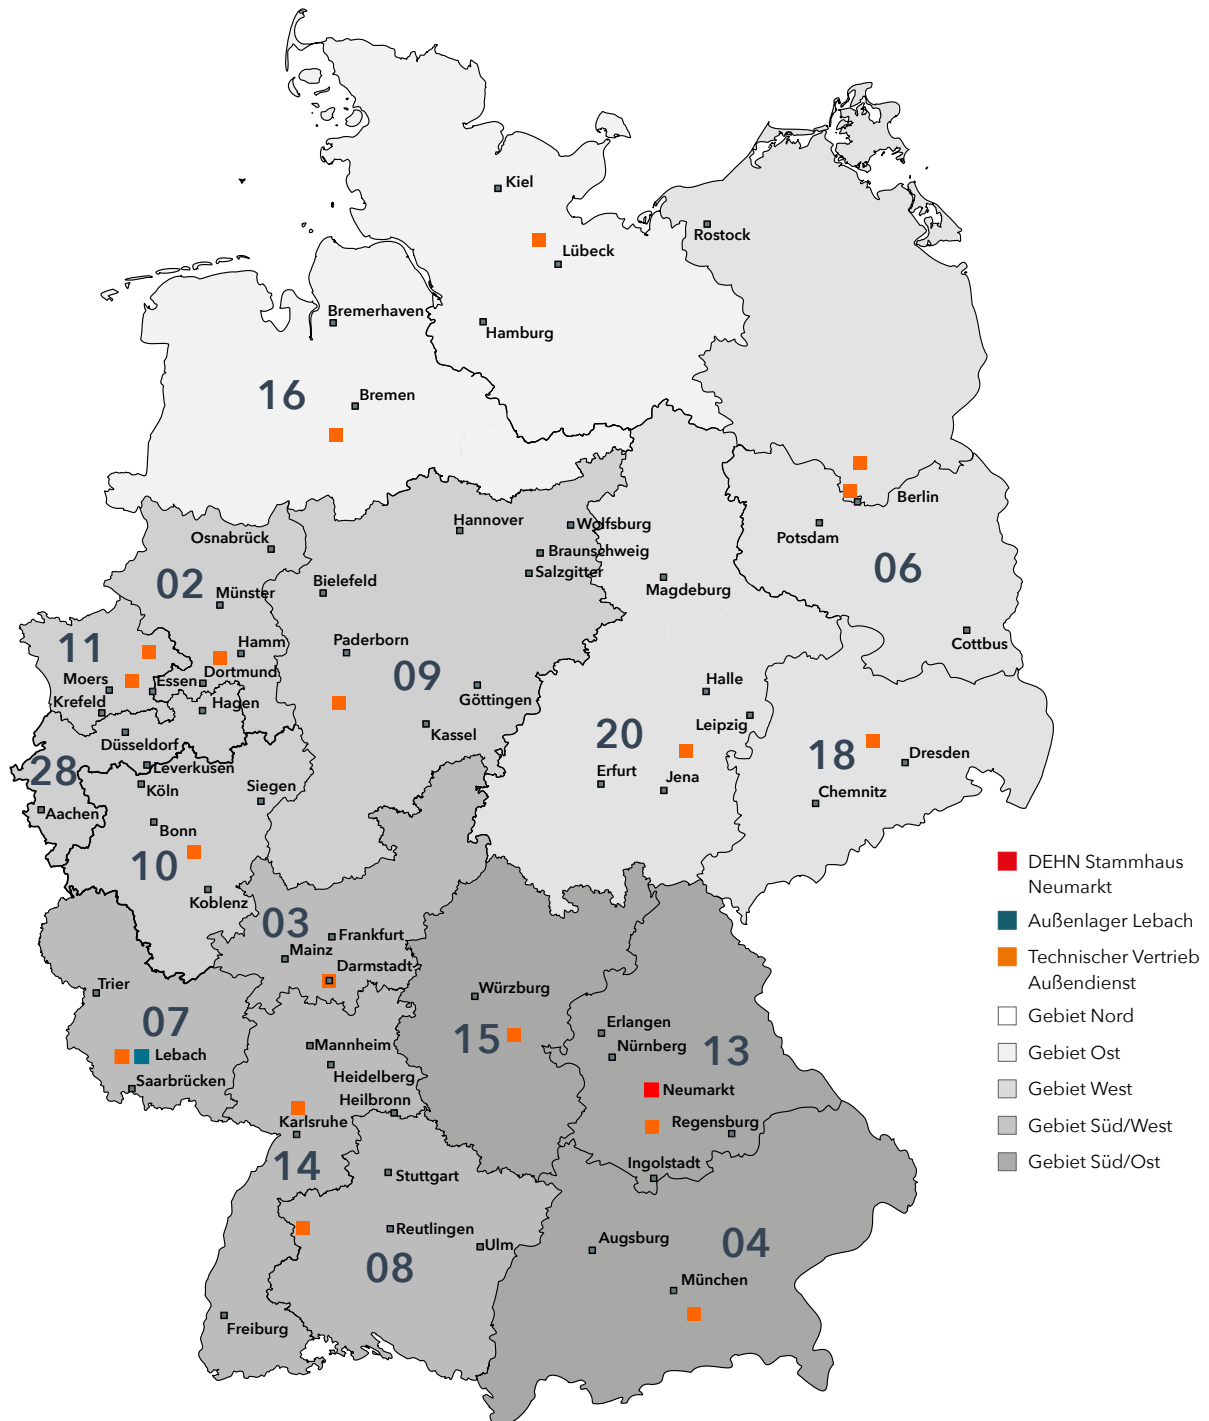 Kiel
Rostock
Lübeck
Bremerhaven
Hamburg
16
Bremen
Berlin
Hannover
Wolfsburg
Osnabrück
Potsdam
Braunschweig
06
Salzgitter
02
Bielefeld
Münster
Magdeburg
Hamm
Paderborn
Cottbus
11
09
Moers
Essen
Dortmund
Halle
Krefeld
Hagen
Göttingen
Leipzig
Düsseldorf
Kassel
20
18
28
Leverkusen
Dresden
Köln
Siegen
Erfurt
Jena
Chemnitz
Aachen
Bonn
10
Koblenz
03
Frankfurt
Mainz
Darmstadt
Trier
Würzburg
07
15
Erlangen
13
Nürnberg
Lebach
Mannheim
Saarbrücken
Heidelberg
Neumarkt
Heilbronn
Karlsruhe
Regensburg
14
Ingolstadt
Stuttgart
Reutlingen
Augsburg
04
Ulm
08
München
Freiburg
DEHN Stammhaus
Neumarkt
Außenlager Lebach
Technischer Vertrieb
Außendienst
Gebiet Nord
Gebiet Ost
Gebiet West
Gebiet Süd/West
Gebiet Süd/Ost